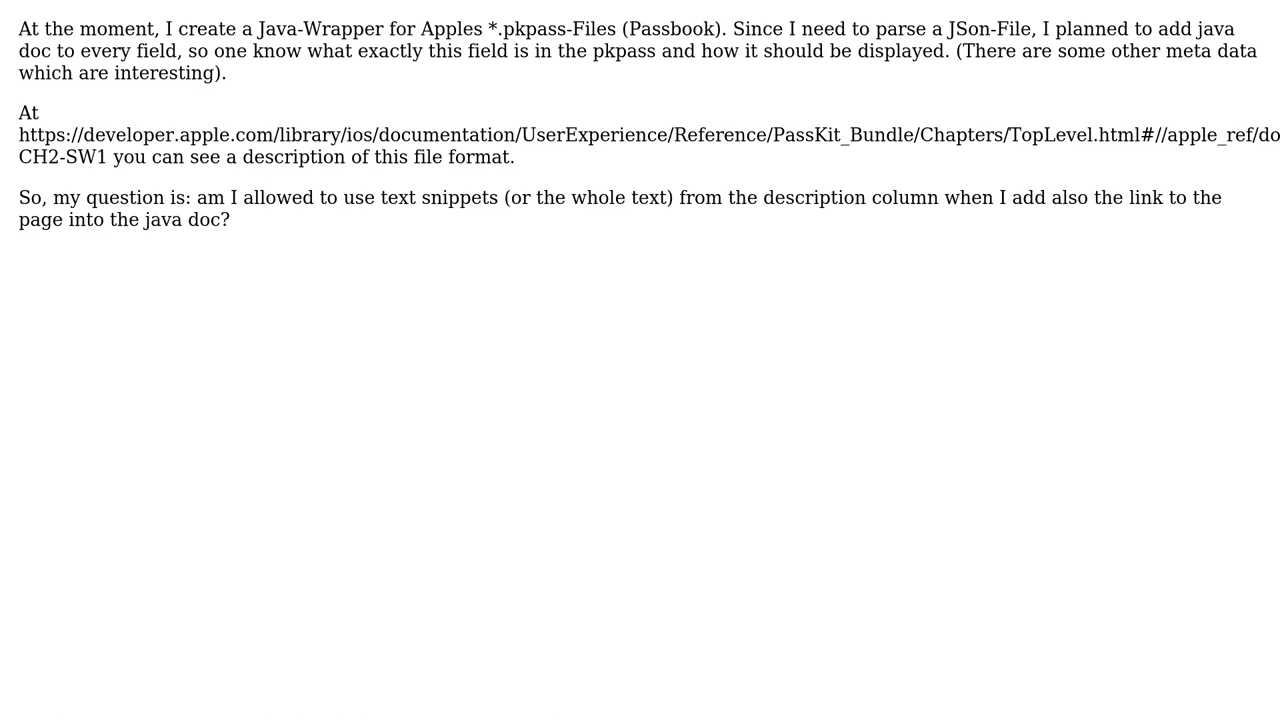 At the moment, I create a Java-Wrapper for Apples *.pkpass-Files (Passbook). Since I need to parse a JSon-File, I planned to add java
doc to every field, so one know what exactly this field is in the pkpass and how it should be displayed. (There are some other meta data
which are interesting).
At
https://developer.apple.com/library/ios/documentation/UserExperience/Reference/PassKit_Bundle/Chapters/TopLevel.html#//apple_ref/do
CH2-SW1 you can see a description of this file format.
So, my question is: am I allowed to use text snippets (or the whole text) from the description column when I add also the link to the
page into the java doc?